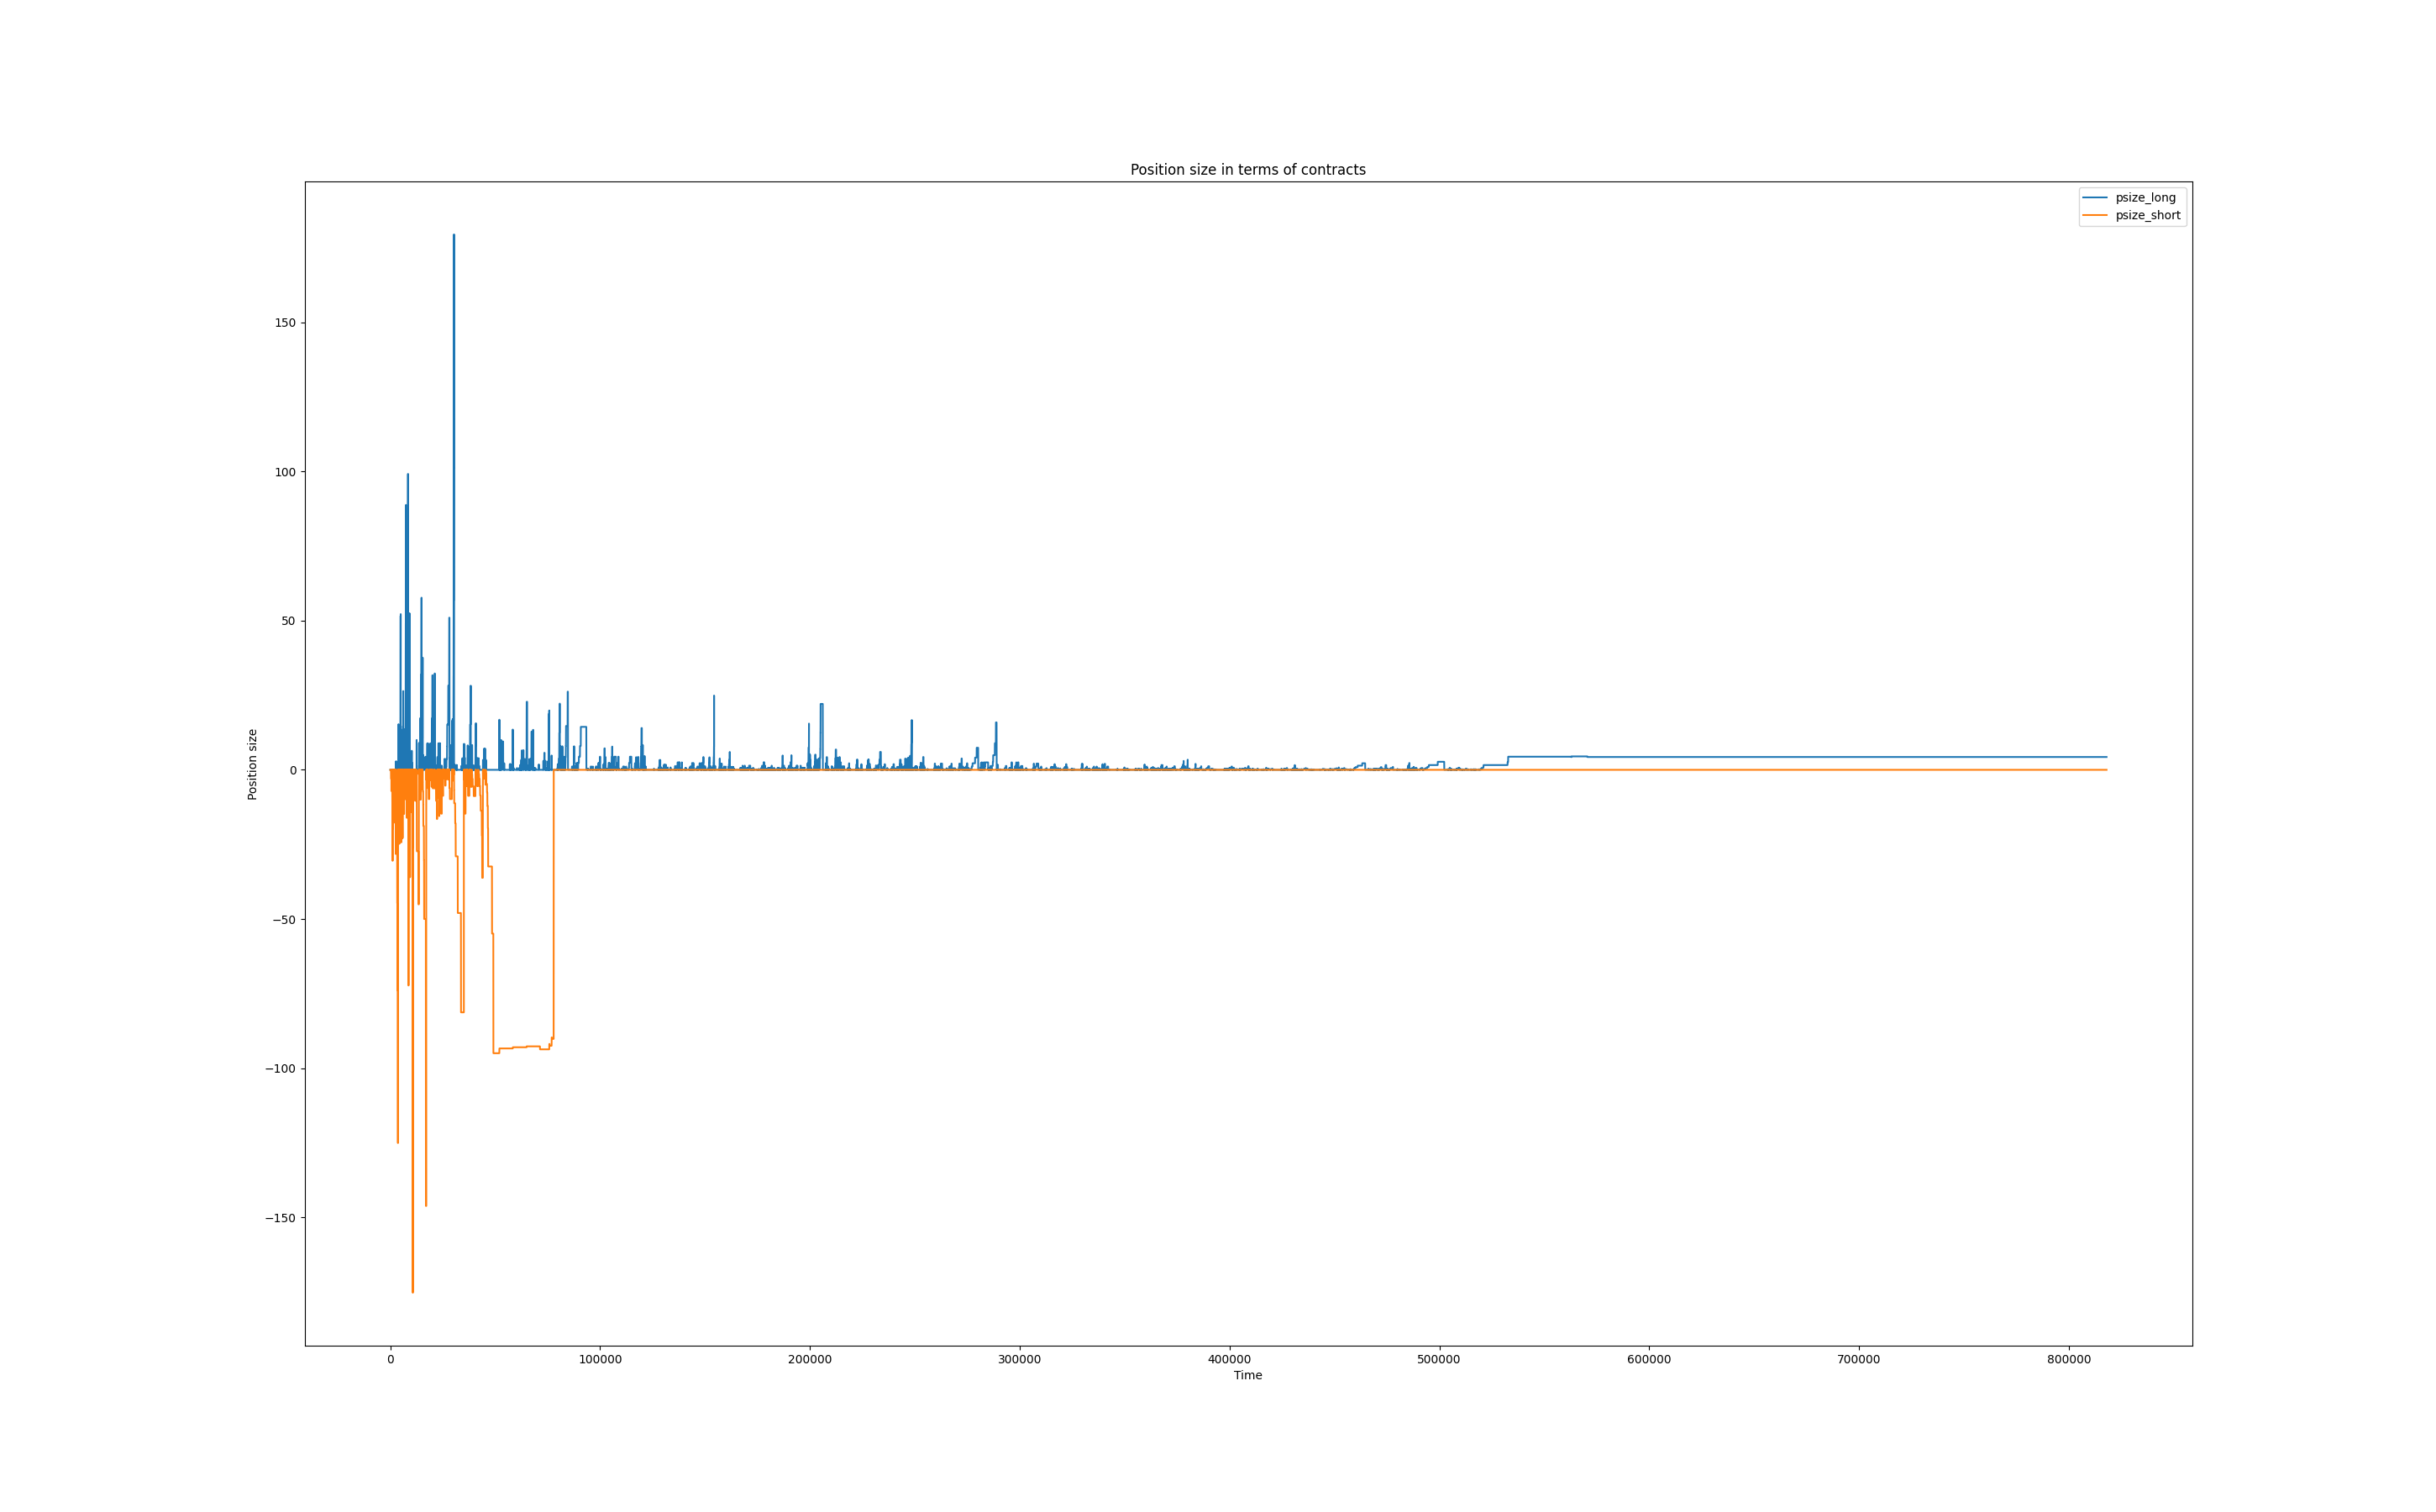 Position size in terms of contracts
psize_long
psize_short
Position size
150
100
50
0
−50
−100
−150
0 100000 200000 300000 400000 500000 600000 700000 800000
Time